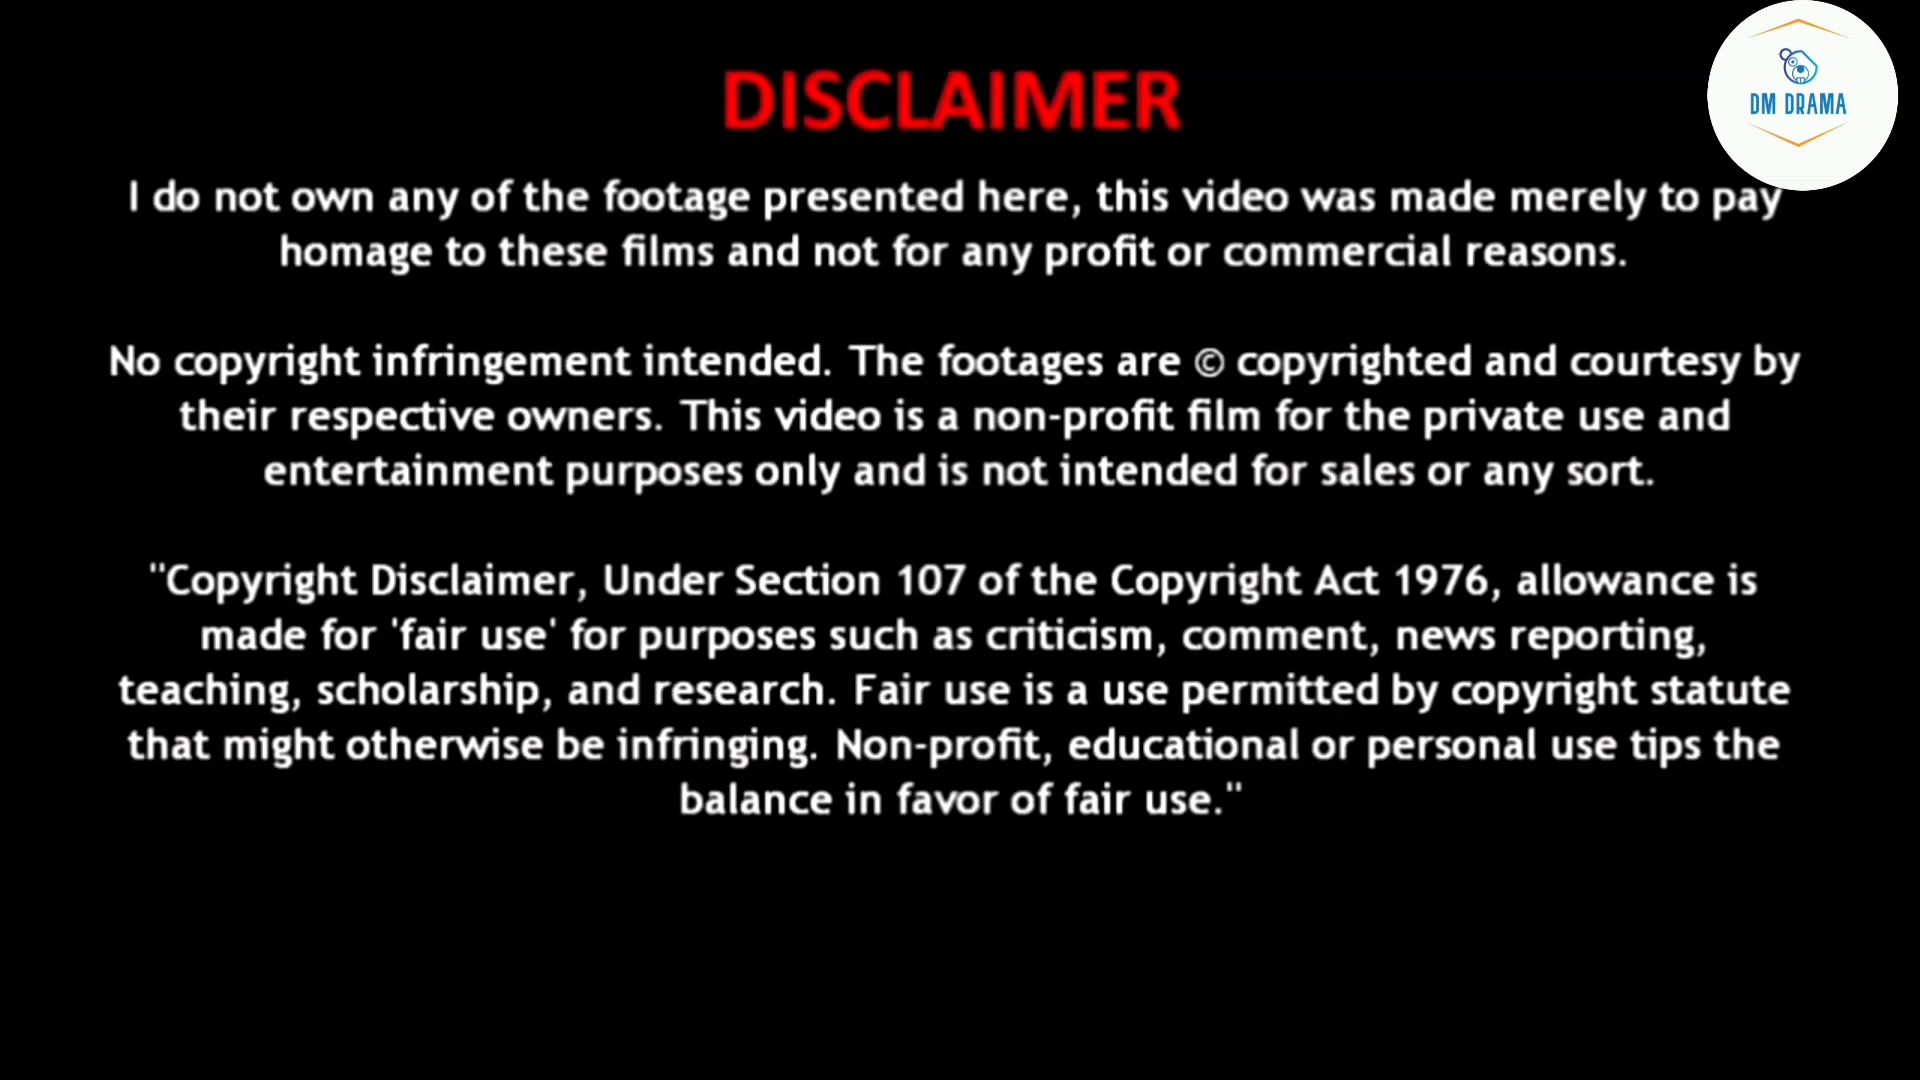 DISCLAIMER
DM DRAMA
I do not own any of the footage presented here, this video was made merely to pay
homage to these films and not for any profit or commercial reasons.
No copyright infringement intended. The footages are © copyrighted and courtesy by
their respective owners. This video is a non-profit film for the private use and
entertainment purposes only and is not intended for sales or any sort.
"Copyright Disclaimer, Under Section 107 of the Copyright Act 1976, allowance is
made for 'fair use' for purposes such as criticism, comment, news reporting,
teaching, scholarship, and research. Fair use is a use permitted by copyright statute
that might otherwise be infringing. Non-profit, educational or personal use tips the
balance in favor of fair use."